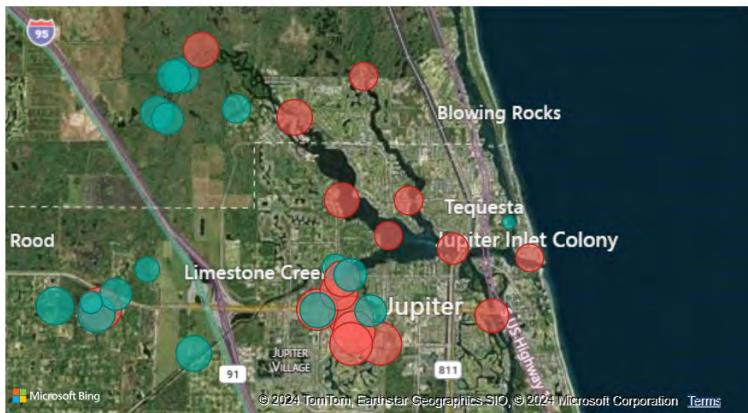 95
Blowing Rocks
Tequesta
Rood
Jupiter Inlet Colony
Limestone Creek
Jupiter
US Highway
JUPITER
VILLAGE
91
811
Microsoft Bing
© 2024 TomTom, Earthstar Geographics SIO, © 2024 Microsoft Corporation Terms